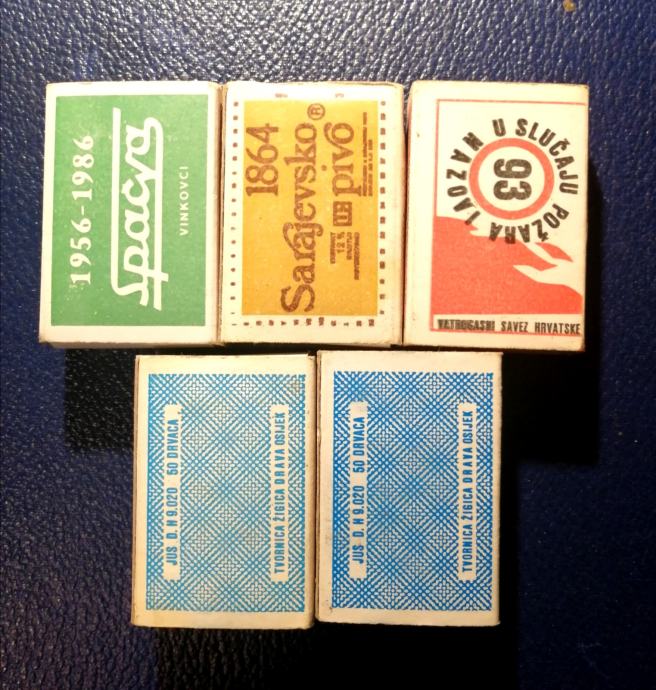 1956-1986
Spačva
VINKOVCI
1864
Sarajevsko®
pivo
12%
U SLUČAJU POŽARA I AOZNAZOVI
93
VATROGASNI SAVEZ HRVATSKE
JUS D. N 9.020 50 DRVACA
TVORNICA ŽIGICA DRAVA OSIJEK
JUS D. N 9.020 50 DRVACA
TVORNICA ŽIGICA DRAVA OSIJEK